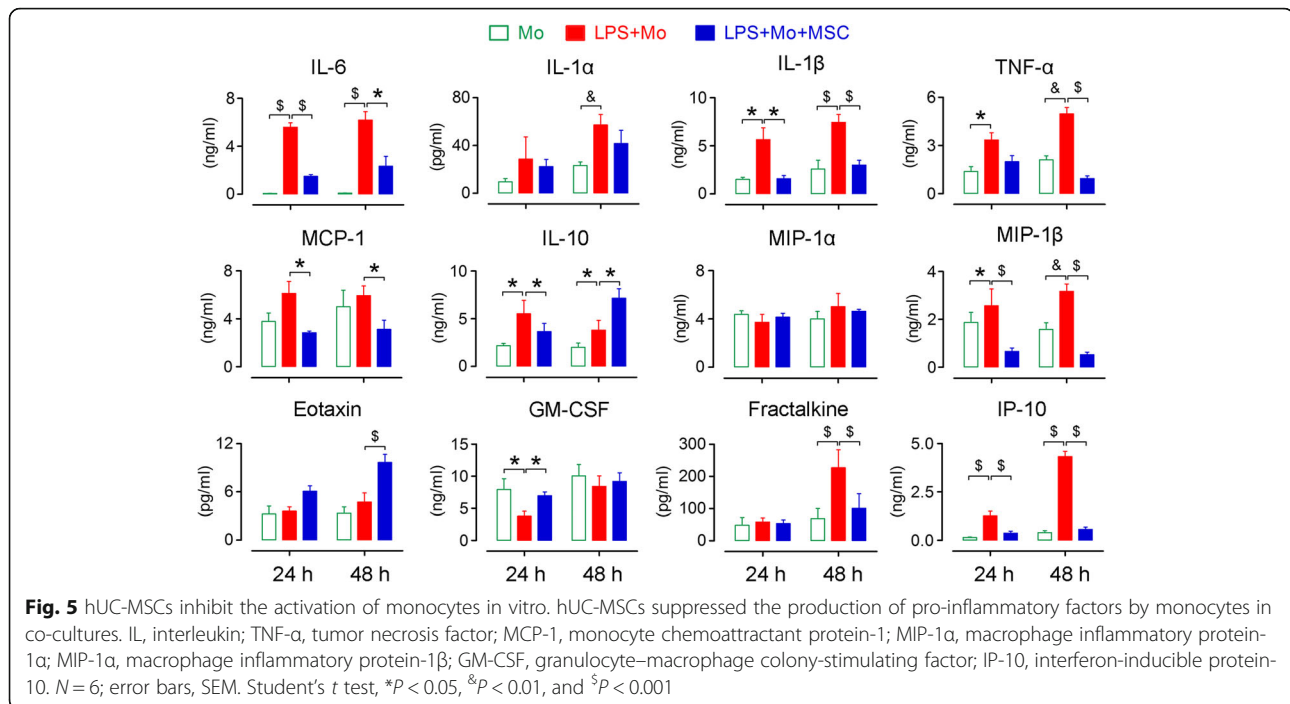 Mo LPS+Mo LPS+Mo+MSC
IL-6 IL-1α IL-1β TNF-α
(ng/ml) 8 4 0 $ $ $ *
(pg/ml) 80 40 0 &
(ng/ml) 10 5 0 * * $ $
(ng/ml) 6 3 0 * & $
MCP-1 IL-10 MIP-1α MIP-1β
(ng/ml) 8 4 0 * *
(ng/ml) 10 5 0 * * * *
(ng/ml) 8 4 0
(ng/ml) 4 2 0 * $ & $
Eotaxin GM-CSF Fractalkine IP-10
(pg/ml) 12 6 0 $
(ng/ml) 15 10 5 0 * *
(pg/ml) 300 200 100 0 $ $
(ng/ml) 5.0 2.5 0.0 $ $ $ $
24 h 48 h 24 h 48 h 24 h 48 h 24 h 48 h
Fig. 5 hUC-MSCs inhibit the activation of monocytes in vitro. hUC-MSCs suppressed the production of pro-inflammatory factors by monocytes in
co-cultures. IL, interleukin; TNF-α, tumor necrosis factor; MCP-1, monocyte chemoattractant protein-1; MIP-1α, macrophage inflammatory protein-
1α; MIP-1α, macrophage inflammatory protein-1β; GM-CSF, granulocyte–macrophage colony-stimulating factor; IP-10, interferon-inducible protein-
10. N = 6; error bars, SEM. Student's t test, *P < 0.05, &P < 0.01, and $P < 0.001